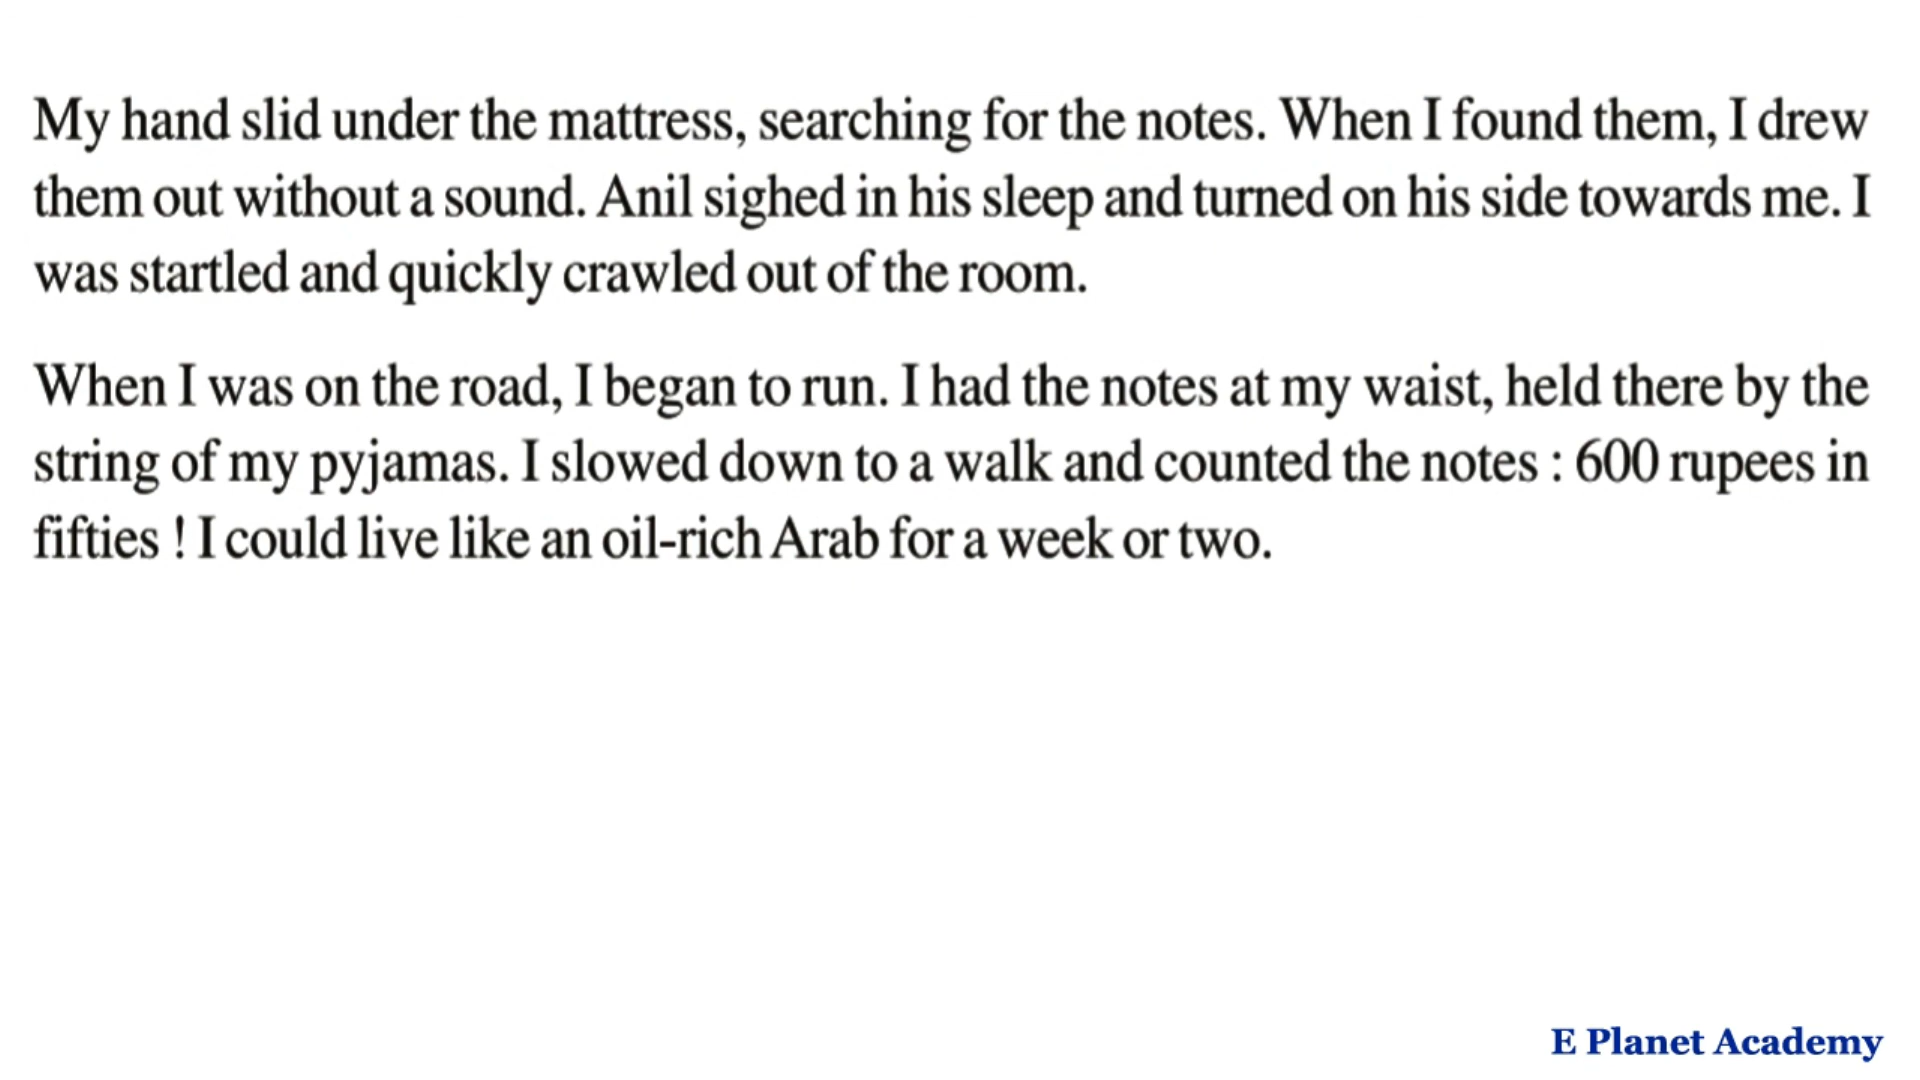 My hand slid under the mattress, searching for the notes. When I found them, I drew
them out without a sound. Anil sighed in his sleep and turned on his side towards me. I
was startled and quickly crawled out of the room.
When I was on the road, I began to run. I had the notes at my waist, held there by the
string of my pyjamas. I slowed down to a walk and counted the notes : 600 rupees in
fifties ! I could live like an oil-rich Arab for a week or two.
E Planet Academy